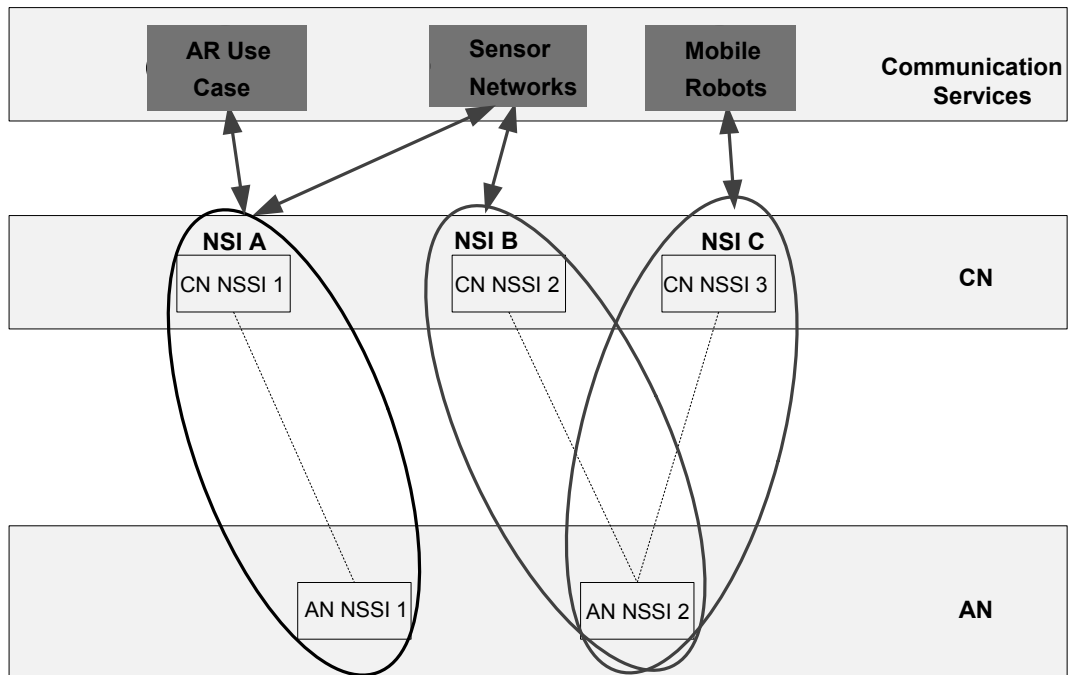 AR Use
Case
Sensor
Networks
Mobile
Robots
Communication
Services
NSI A
NSI B
NSI C
CN NSSI 1
CN NSSI 2
CN NSSI 3
CN
AN NSSI 1
AN NSSI 2
AN